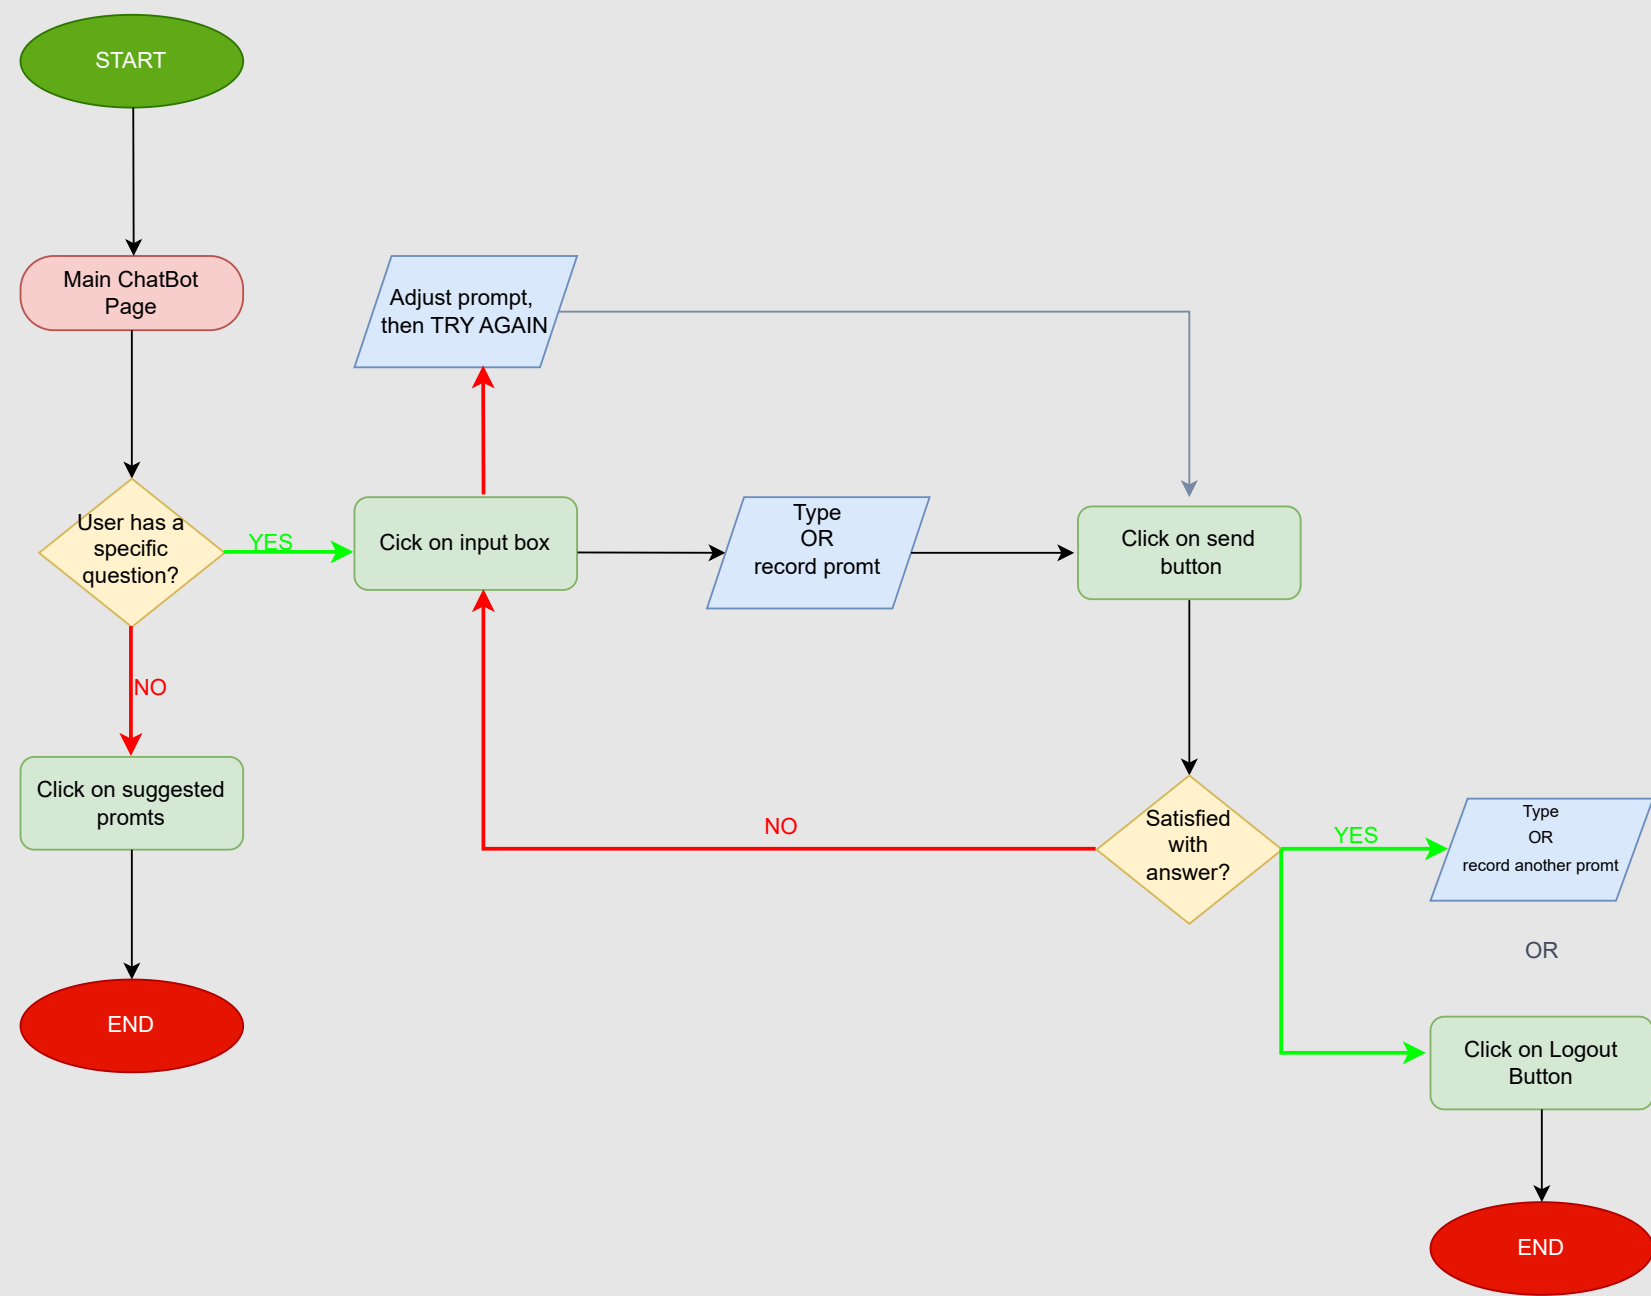 START
Main ChatBot
Page
User has a
specific
question?
YES
NO
Click on suggested
promts
END
Adjust prompt,
then TRY AGAIN
Cick on input box
Type
OR
record promt
Click on send
button
Satisfied
with
answer?
NO
YES
Type
OR
record another promt
OR
Click on Logout
Button
END